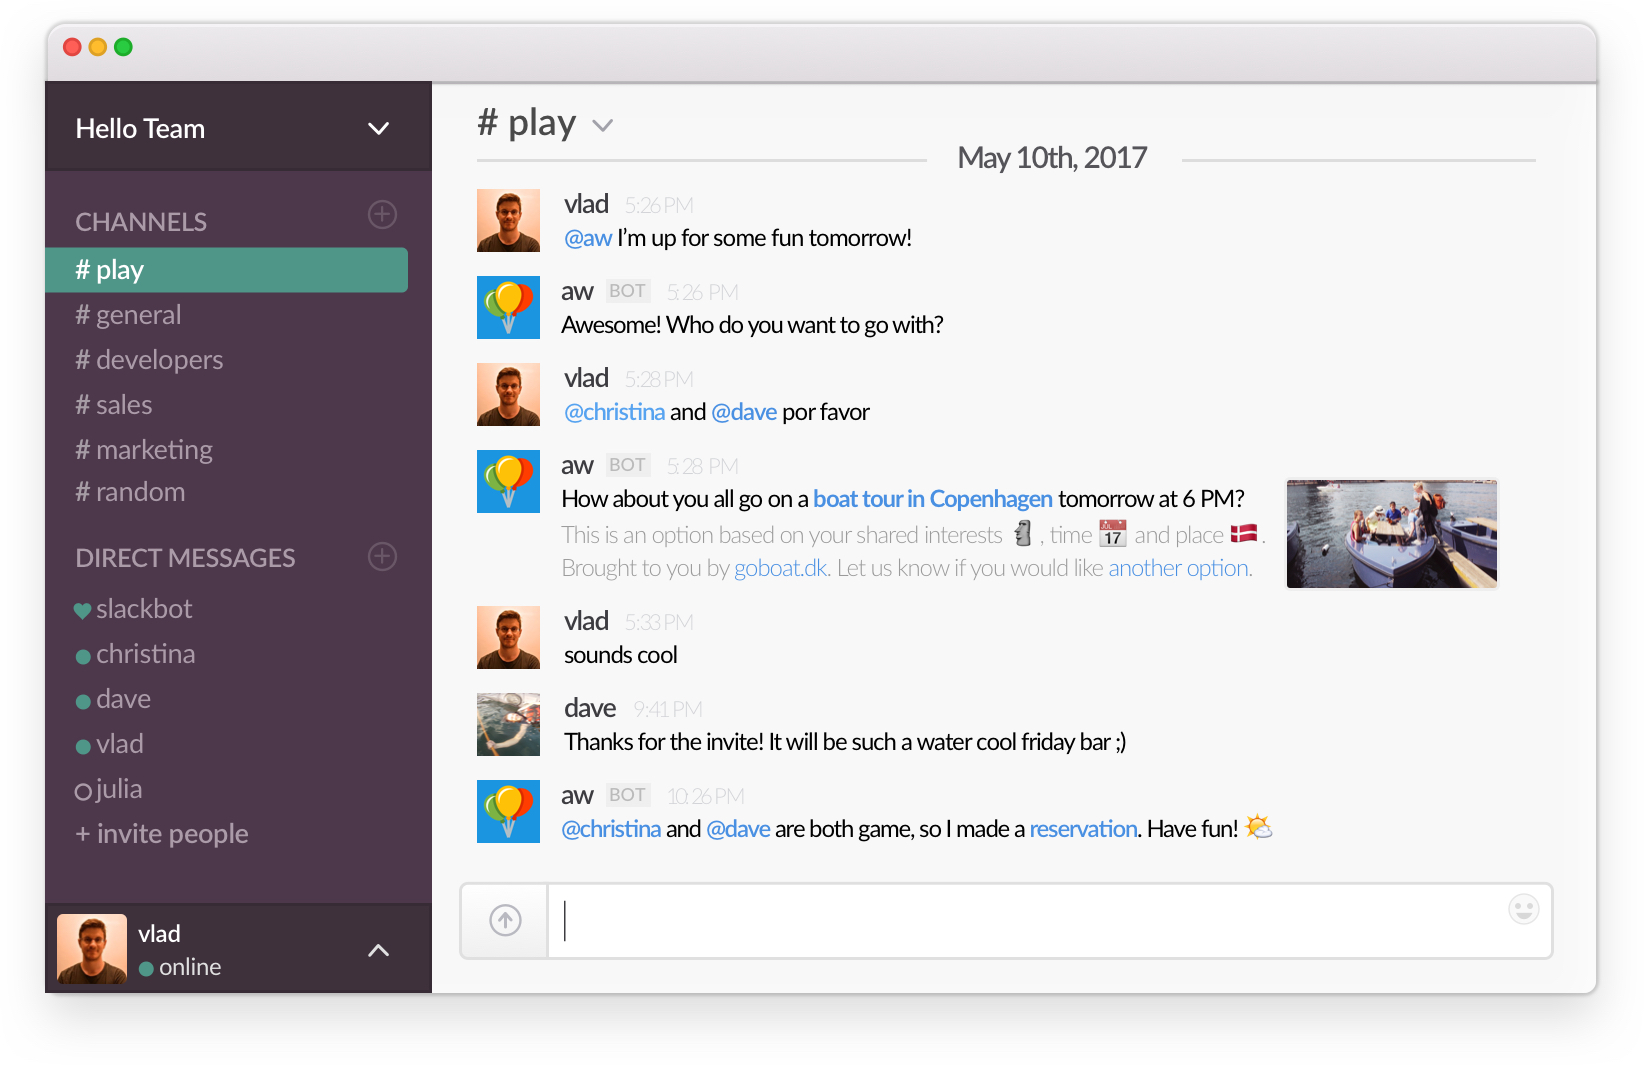 Hello Team
CHANNELS
# play
# general
# developers
# sales
# marketing
# random
DIRECT MESSAGES
slackbot
christina
dave
vlad
julia
+ invite people
vlad
online
# play
May 10th, 2017
vlad 5:26 PM
@aw I’m up for some fun tomorrow!
aw BOT 5:26 PM
Awesome! Who do you want to go with?
vlad 5:28 PM
@christina and @dave por favor
aw BOT 5:28 PM
How about you all go on a boat tour in Copenhagen tomorrow at 6 PM?
This is an option based on your shared interests 🗿 , time 📅 and place 🇩🇰 .
JUL
17
Brought to you by goboat.dk. Let us know if you would like another option.
vlad 5:33 PM
sounds cool
dave 9:41 PM
Thanks for the invite! It will be such a water cool friday bar ;)
aw BOT 10:26 PM
@christina and @dave are both game, so I made a reservation. Have fun! 🌤